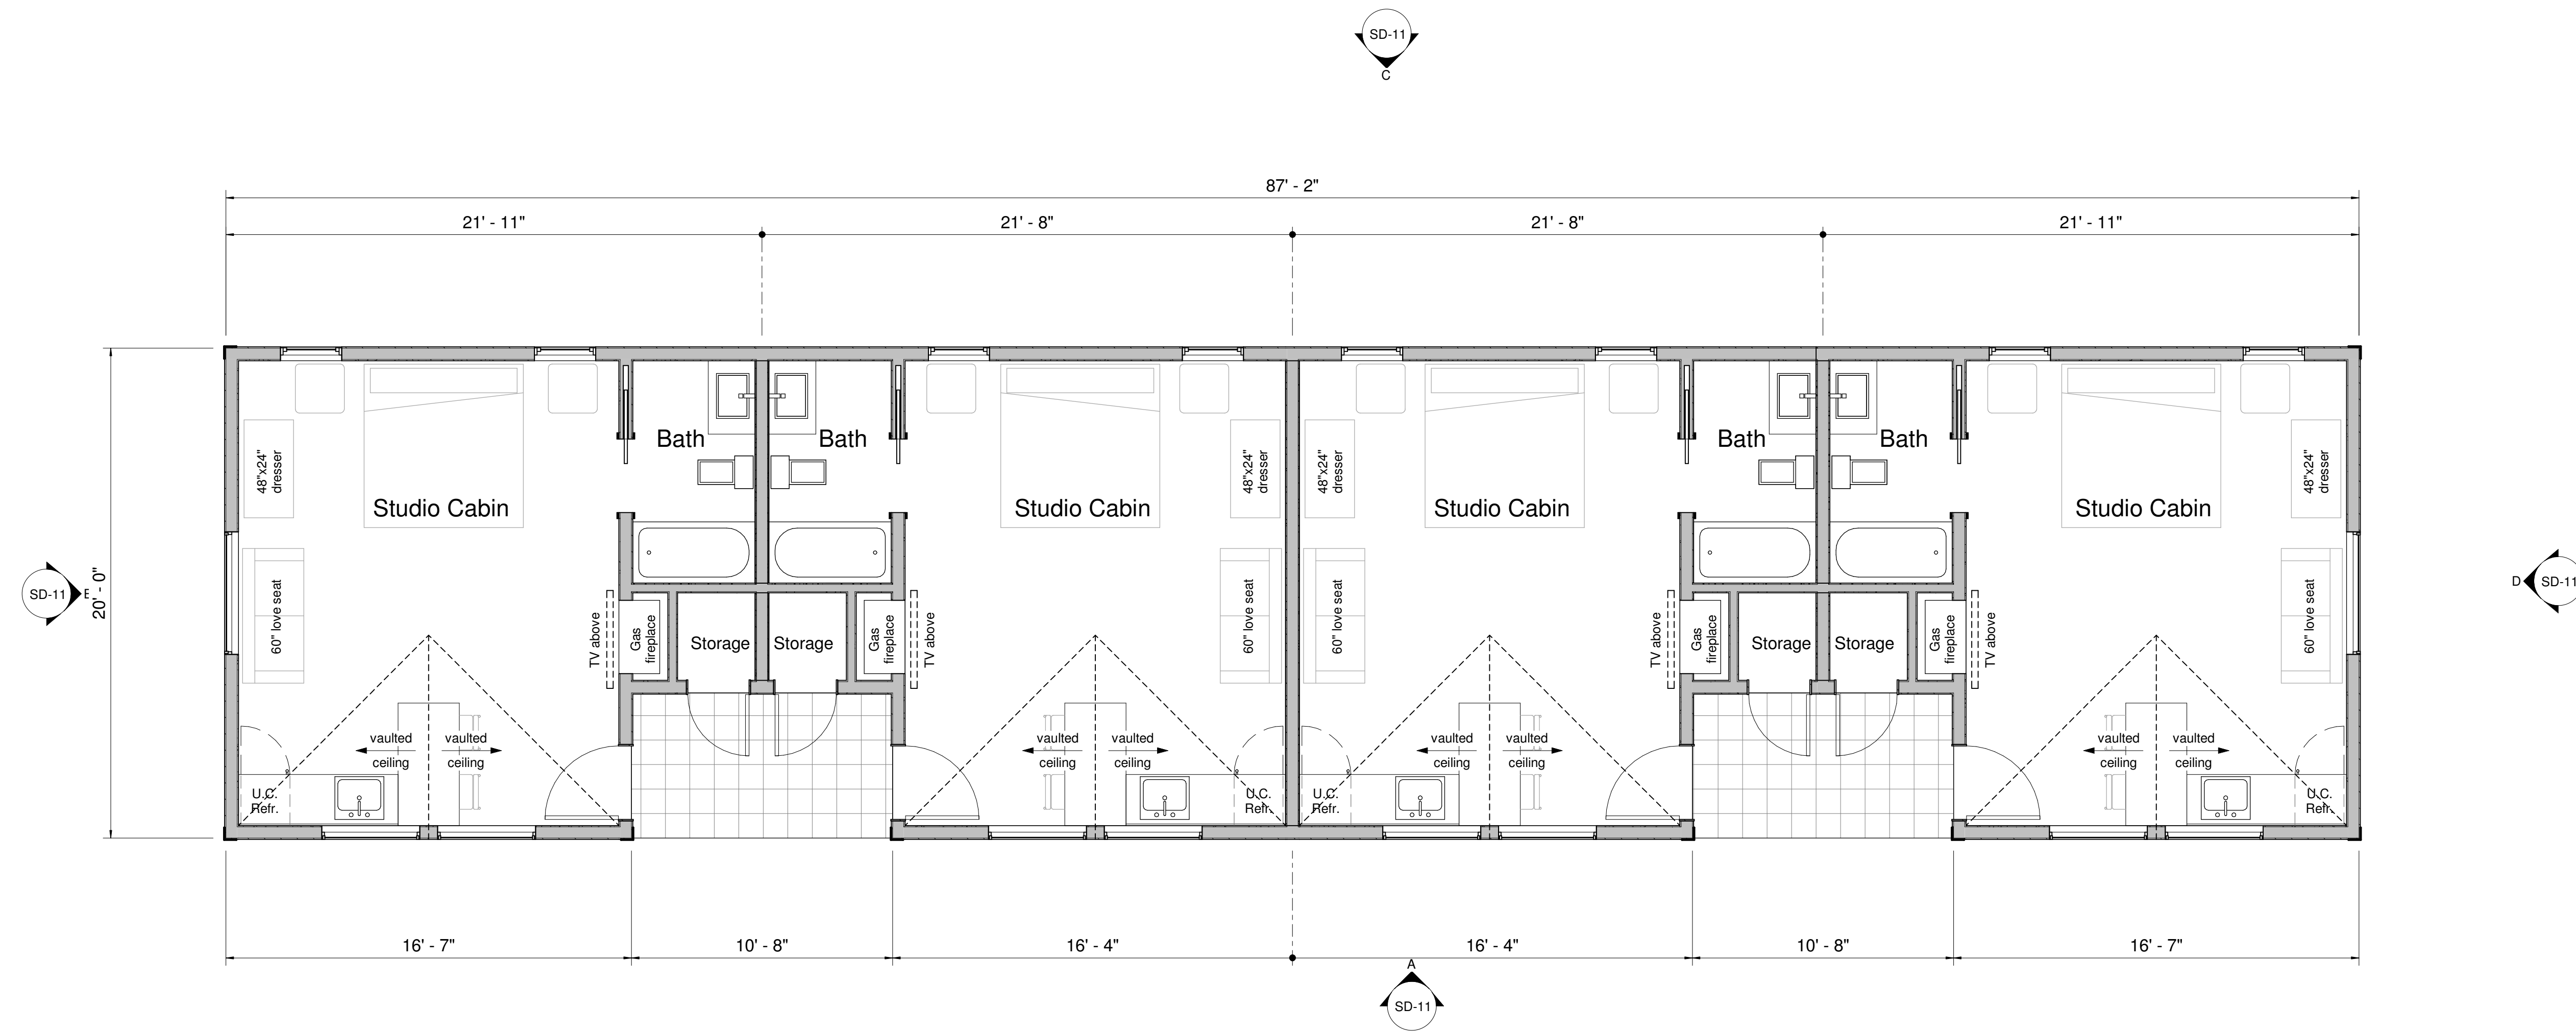 SD-11
C
87' - 2"
21' - 11"
21' - 8"
21' - 8"
21' - 11"
Bath
Bath
Bath
Bath
48"x24"
dresser
48"x24"
dresser
48"x24"
dresser
48"x24"
dresser
Studio Cabin
Studio Cabin
Studio Cabin
Studio Cabin
SD-11
20' - 0"
D
SD-11
60" love seat
60" love seat
60" love seat
60" love seat
TV above
Gas
fireplace
Storage
Storage
Gas
fireplace
TV above
TV above
Gas
fireplace
Storage
Storage
Gas
fireplace
TV above
vaulted
ceiling
vaulted
ceiling
vaulted
ceiling
vaulted
ceiling
vaulted
ceiling
vaulted
ceiling
vaulted
ceiling
vaulted
ceiling
U.C.
Refr.
U.C.
Refr.
U.C.
Refr.
U.C.
Refr.
16' - 7"
10' - 8"
16' - 4"
16' - 4"
10' - 8"
16' - 7"
A
SD-11